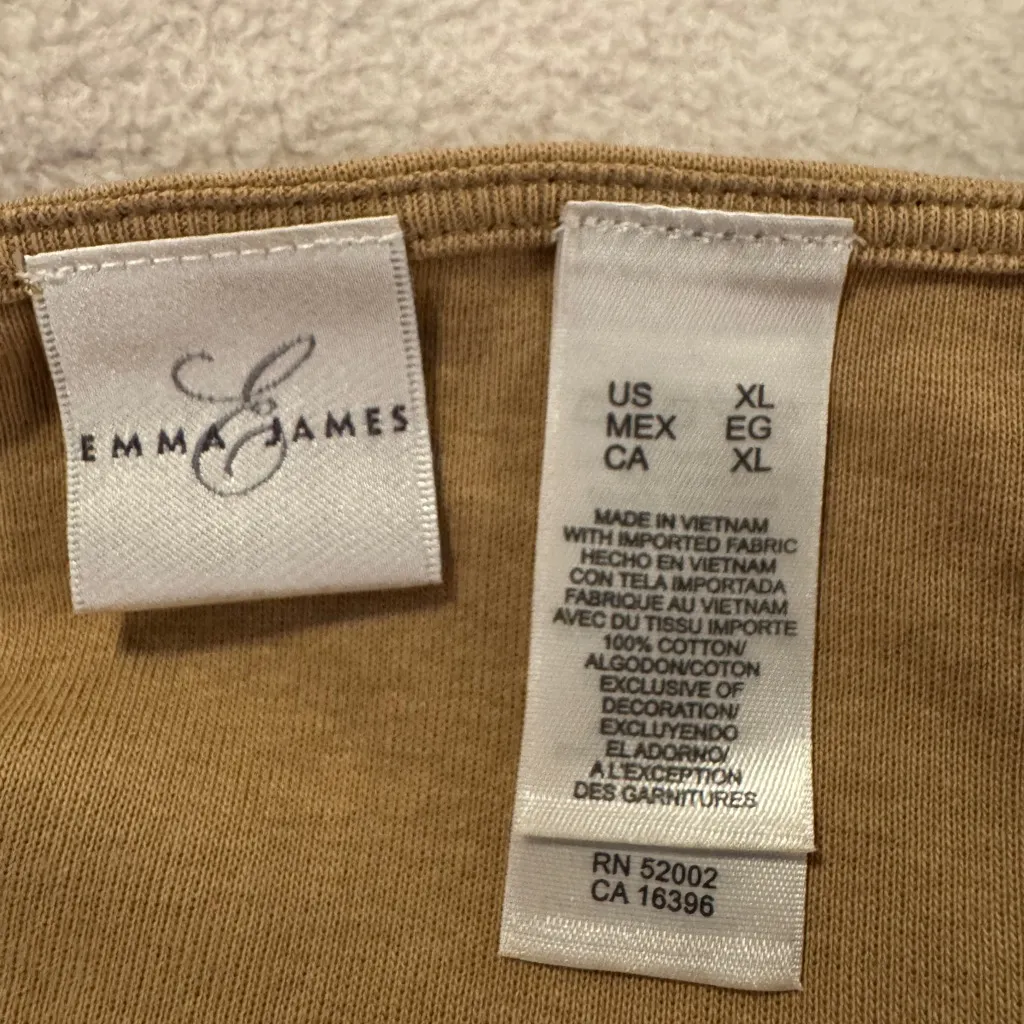 E
EMMA JAMES
US XL
MEX EG
CA XL
MADE IN VIETNAM
WITH IMPORTED FABRIC
HECHO EN VIETNAM
CON TELA IMPORTADA
FABRIQUE AU VIETNAM
AVEC DU TISSU IMPORTE
100% COTTON/
ALGODON/COTON
EXCLUSIVE OF
DECORATION/
EXCLUYENDO
EL ADORNO/
A L'EXCEPTION
DES GARNITURES
RN 52002
CA 16396